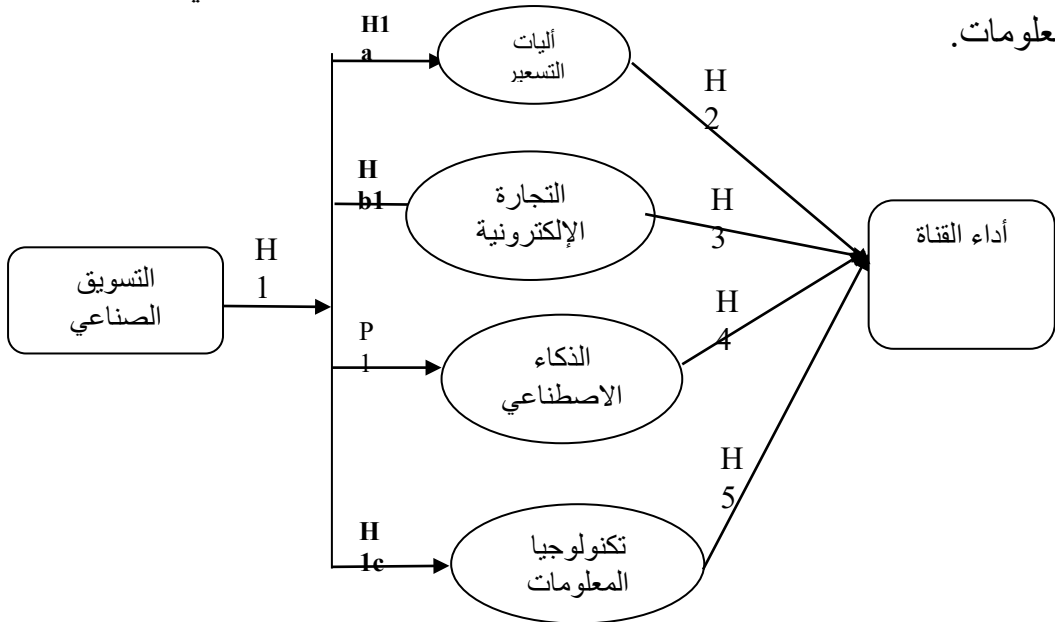 علومات.
H1
a
أليات
التسعير
H
2
H
b1
التجارة
الإلكترونية
H
3
أداء القناة
التسويق
الصناعي
H
1
P
1
الذكاء
الاصطناعي
H
4
H
1c
تكنولوجيا
المعلومات
H
5